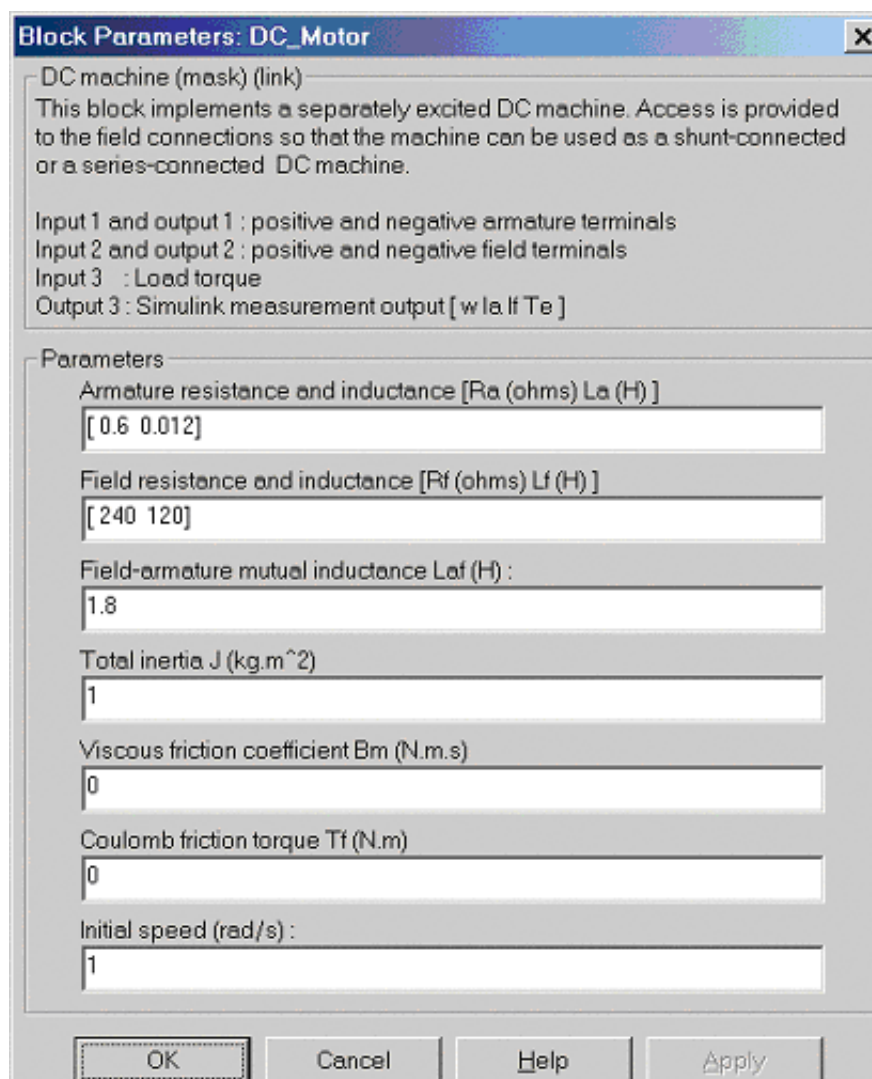 Block Parameters: DC_Motor
DC machine (mask) (link)
This block implements a separately excited DC machine. Access is provided
to the field connections so that the machine can be used as a shunt-connected
or a series-connected DC machine.
Input 1 and output 1 : positive and negative armature terminals
Input 2 and output 2 : positive and negative field terminals
Input 3 : Load torque
Output 3 : Simulink measurement output [ w Ia If Te ]
Parameters
Armature resistance and inductance [Ra (ohms) La (H) ]
[ 0.6 0.012]
Field resistance and inductance [Rf (ohms) Lf (H) ]
[ 240 120]
Field-armature mutual inductance Laf (H) :
1.8
Total inertia J (kg.m^2)
1
Viscous friction coefficient Bm (N.m.s)
0
Coulomb friction torque Tf (N.m)
0
Initial speed (rad/s) :
1
OK Cancel Help Apply